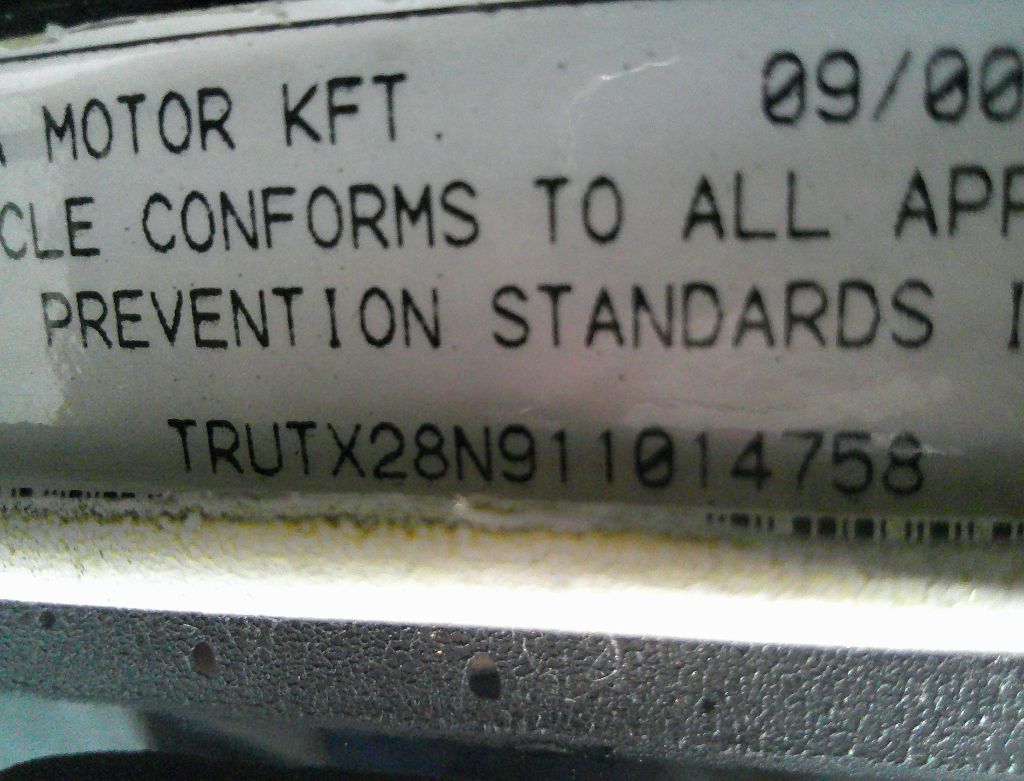 MOTOR KFT. 09/00
CLE CONFORMS TO ALL APP
PREVENTION STANDARDS I
TRUTX28N911014758